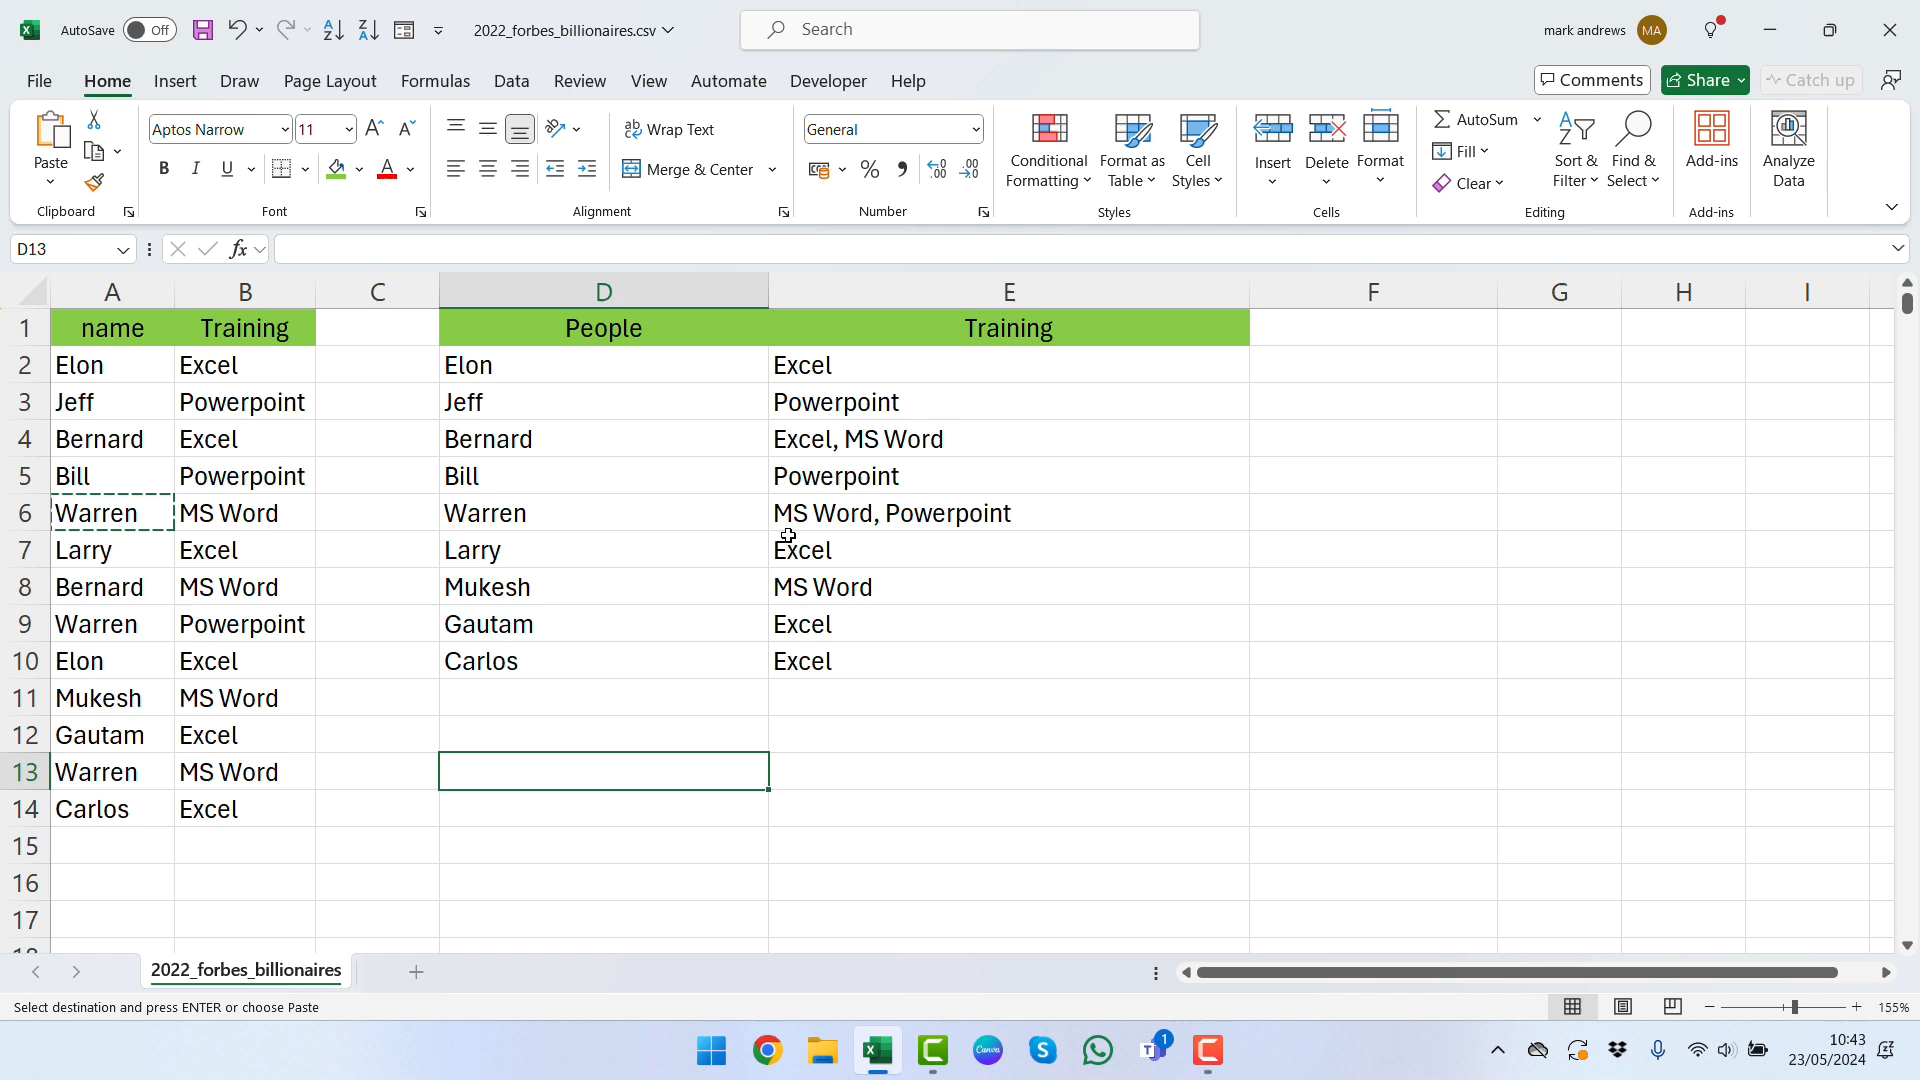 AutoSave Off 2022_forbes_billionaires.csv Search mark andrews MA
File Home Insert Draw Page Layout Formulas Data Review View Automate Developer Help Comments Share Catch up
Paste Aptos Narrow 11 Wrap Text General Conditional Formatting Format as Table Cell Styles Insert Delete Format AutoSum Sort & Filter Find & Select Add-ins Analyze Data
B I U Merge & Center % Fill Clear
Clipboard Font Alignment Number Styles Cells Editing Add-ins
D13 fx
A B C D E F G H I
1 name Training People Training
2 Elon Excel Elon Excel
3 Jeff Powerpoint Jeff Powerpoint
4 Bernard Excel Bernard Excel, MS Word
5 Bill Powerpoint Bill Powerpoint
6 Warren MS Word Warren MS Word, Powerpoint
7 Larry Excel Larry Excel
8 Bernard MS Word Mukesh MS Word
9 Warren Powerpoint Gautam Excel
10 Elon Excel Carlos Excel
11 Mukesh MS Word
12 Gautam Excel
13 Warren MS Word
14 Carlos Excel
15
16
17
2022_forbes_billionaires
Select destination and press ENTER or choose Paste 155%
Canva 1 10:43
23/05/2024